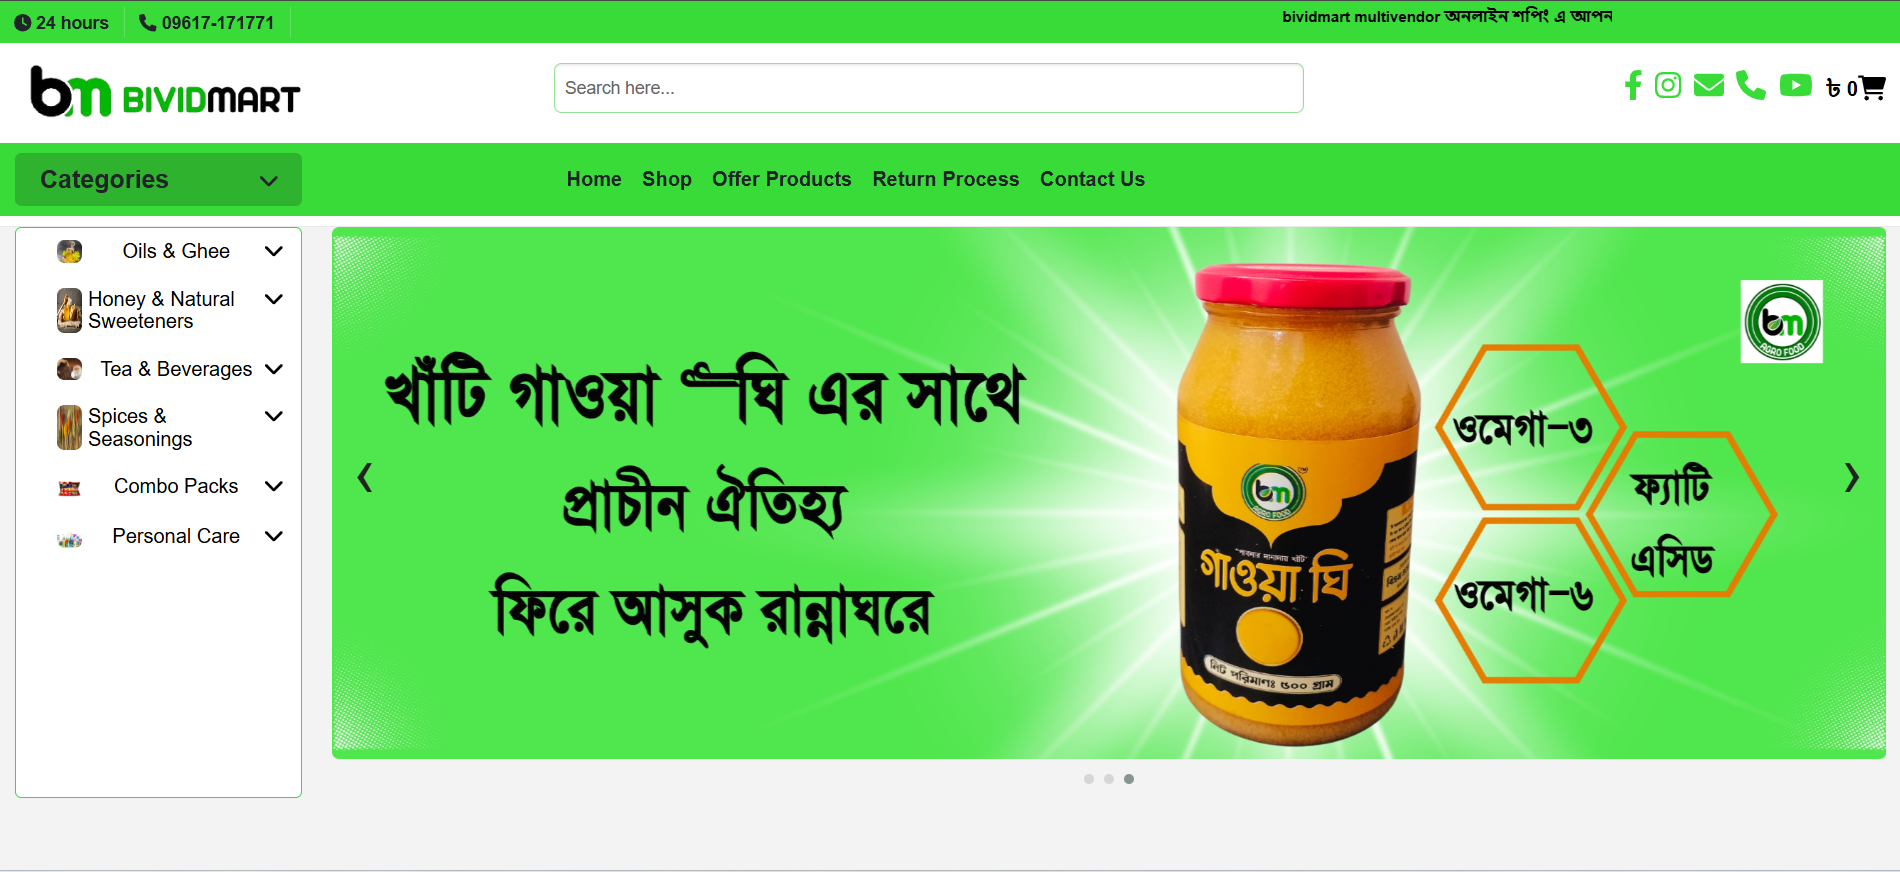 24 hours
09617-171771
bividmart multivendor অনলাইন শপিং এ আপন
bm BIVIDMART
Search here...
৳ 0
Categories
Home
Shop
Offer Products
Return Process
Contact Us
Oils & Ghee
Honey & Natural
Sweeteners
Tea & Beverages
Spices &
Seasonings
Combo Packs
Personal Care
খাঁটি গাওয়া ঘি এর সাথে
প্রাচীন ঐতিহ্য
ফিরে আসুক রান্নাঘরে
bm
AGRO FOOD
TM
গাওয়া ঘি
নিট পরিমাণঃ ৫০০ গ্রাম
ওমেগা-৩
ফ্যাটি
এসিড
ওমেগা-৬
bm
AGRO FOOD